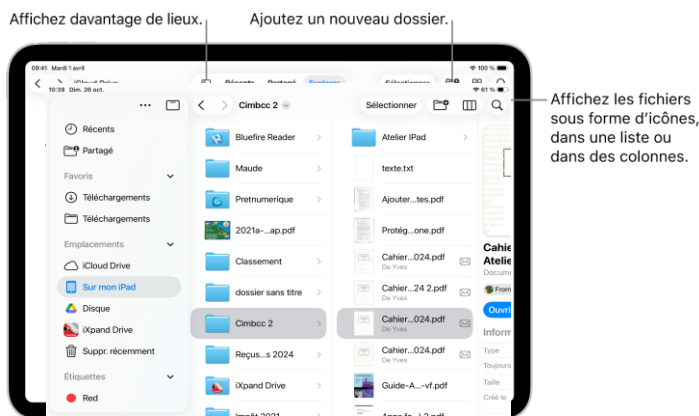 Affichez davantage de lieux.
Ajoutez un nouveau dossier.
09:41 Mardi 1 avril
100 %
iCloud Drive
Récents Partagé Explorer
Sélectionner
10:39 Dim. 26 oct.
61 %
Cimbcc 2
Sélectionner
Affichez les fichiers
sous forme d'icônes,
dans une liste ou
dans des colonnes.
Récents
Partagé
Favoris
Téléchargements
Téléchargements
Emplacements
iCloud Drive
Sur mon iPad
Disque
iXpand Drive
Suppr. récemment
Étiquettes
Red
Bluefire Reader
Maude
Pretnumerique
2021a-...ap.pdf
Classement
dossier sans titre
Cimbcc 2
Reçus...s 2024
iXpand Drive
Impôt 2021
Atelier IPad
texte.txt
Ajouter...tes.pdf
Protég...one.pdf
Cahier...024.pdf
De Yves
Cahier...24 2.pdf
De Yves
Cahier...024.pdf
De Yves
Cahier...024.pdf
De Yves
Guide-A...-vf.pdf
Cahie
Atelie
Docume
From
Ouvri
Inform
Type
Toujours
Taille
Créé le